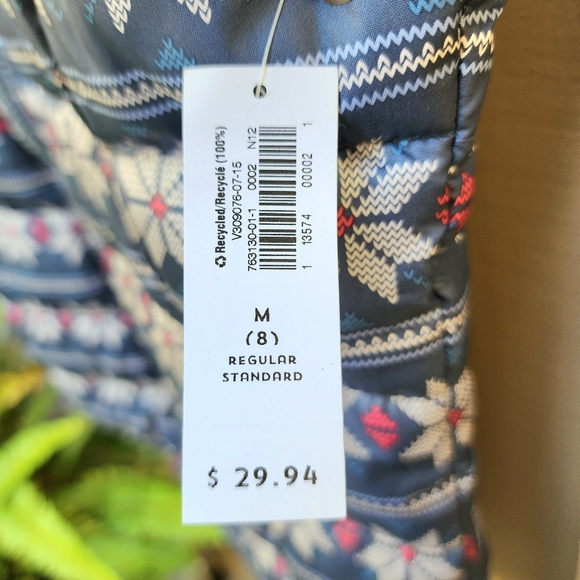 ♻ Recycled/Recyclé (100%)
V309076-07-15
763130-01-1 0002 N12
1 13574 00002 1
M
(8)
REGULAR
STANDARD
$ 29.94